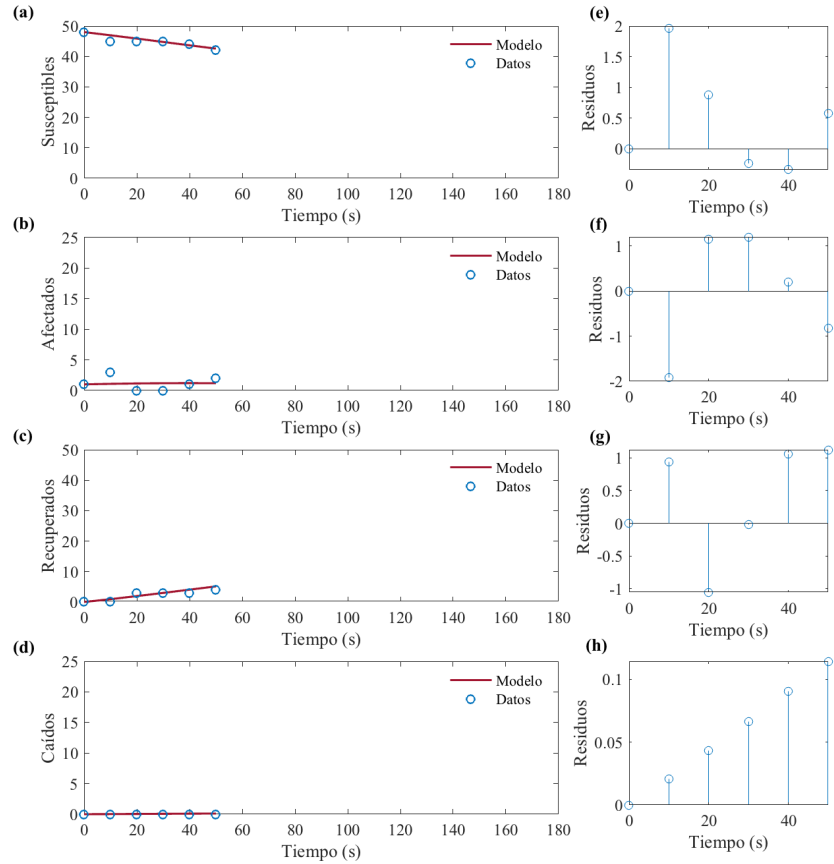 (a)
50
40
30
20
10
0
Susceptibles
Modelo
Datos
0 20 40 60 80 100 120 140 160 180
Tiempo (s)
(e)
2
1.5
1
0.5
0
Residuos
0 20 40
Tiempo (s)
(b)
25
20
15
10
5
0
Afectados
Modelo
Datos
0 20 40 60 80 100 120 140 160 180
Tiempo (s)
(f)
1
0
-1
-2
Residuos
0 20 40
Tiempo (s)
(c)
50
40
30
20
10
0
Recuperados
Modelo
Datos
0 20 40 60 80 100 120 140 160 180
Tiempo (s)
(g)
1
0.5
0
-0.5
-1
Residuos
0 20 40
Tiempo (s)
(d)
25
20
15
10
5
0
Caídos
Modelo
Datos
0 20 40 60 80 100 120 140 160 180
Tiempo (s)
(h)
0.1
0.05
0
Residuos
0 20 40
Tiempo (s)